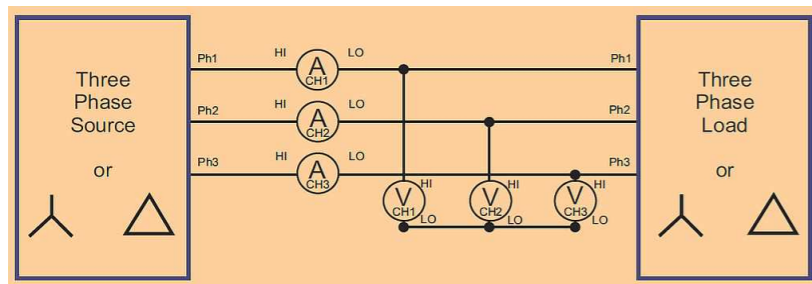 Three
Phase
Source
or
Ph1
HI
A
CH1
LO
Ph1
Ph2
HI
A
CH2
LO
Ph2
Ph3
HI
A
CH3
LO
Ph3
V
CH1
HI
LO
V
CH2
HI
LO
V
CH3
HI
LO
Three
Phase
Load
or